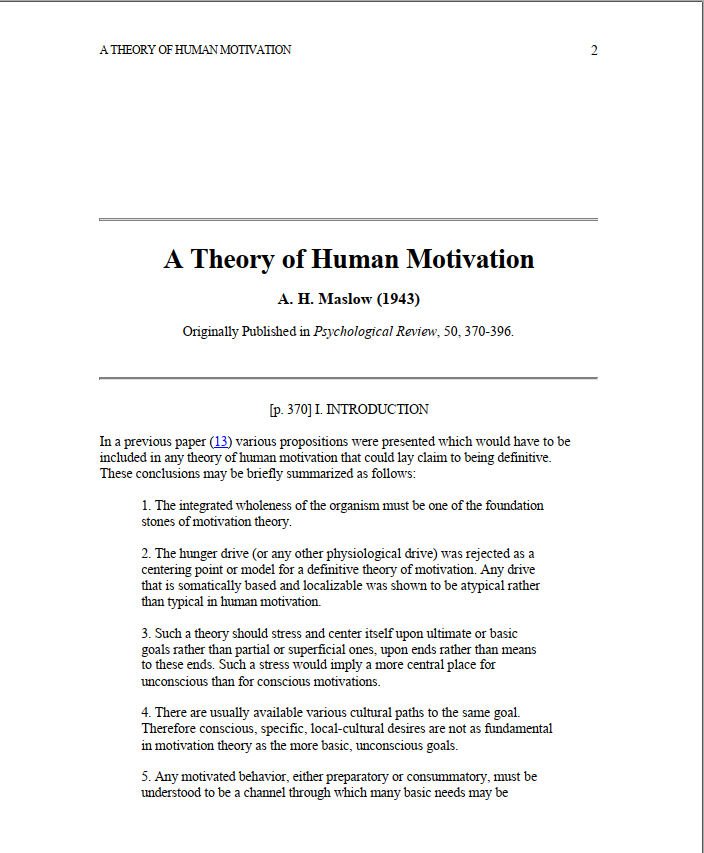 A THEORY OF HUMAN MOTIVATION 2
A Theory of Human Motivation
A. H. Maslow (1943)
Originally Published in Psychological Review, 50, 370-396.
[p. 370] I. INTRODUCTION
In a previous paper (13) various propositions were presented which would have to be
included in any theory of human motivation that could lay claim to being definitive.
These conclusions may be briefly summarized as follows:
1. The integrated wholeness of the organism must be one of the foundation
stones of motivation theory.
2. The hunger drive (or any other physiological drive) was rejected as a
centering point or model for a definitive theory of motivation. Any drive
that is somatically based and localizable was shown to be atypical rather
than typical in human motivation.
3. Such a theory should stress and center itself upon ultimate or basic
goals rather than partial or superficial ones, upon ends rather than means
to these ends. Such a stress would imply a more central place for
unconscious than for conscious motivations.
4. There are usually available various cultural paths to the same goal.
Therefore conscious, specific, local-cultural desires are not as fundamental
in motivation theory as the more basic, unconscious goals.
5. Any motivated behavior, either preparatory or consummatory, must be
understood to be a channel through which many basic needs may be